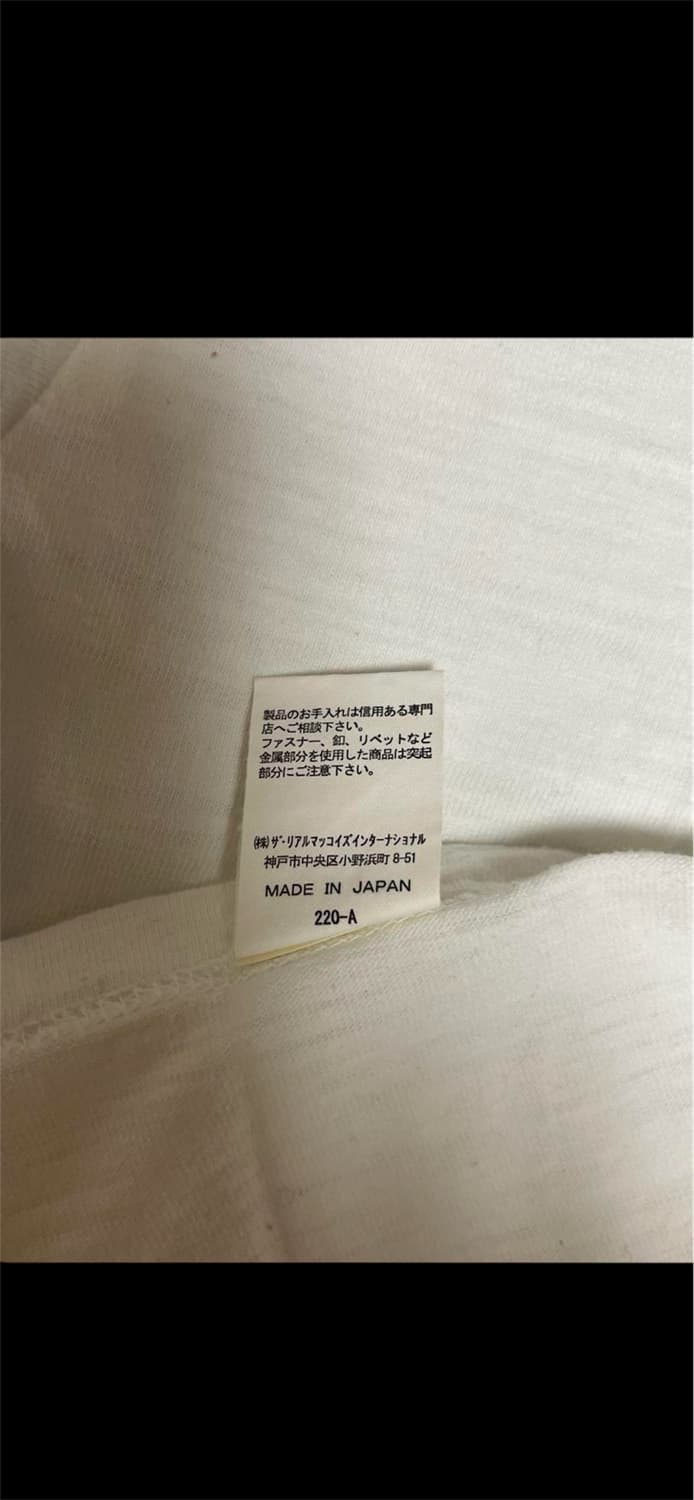 製品のお手入れは信用ある専門
店へご相談下さい。
ファスナー、釦、リベットなど
金属部分を使用した商品は突起
部分にご注意下さい。
㈱ザ・リアルマッコイズインターナショナル
神戸市中央区小野浜町 8-51
MADE IN JAPAN
220-A